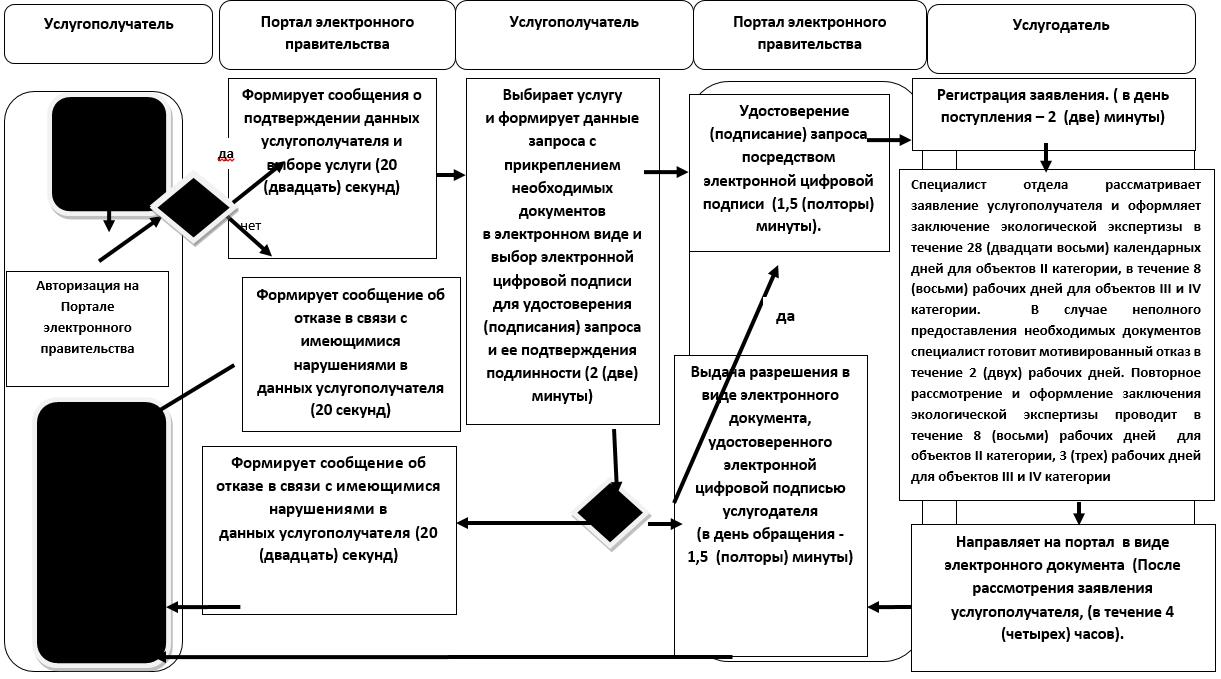 Услугополучатель
Портал электронного
правительства
Услугополучатель
Портал электронного
правительства
Услугодатель
Авторизация на
Портале
электронного
правительства
да
нет
Формирует сообщения о
подтверждении данных
услугополучателя и
выборе услуги (20
(двадцать) секунд)
Формирует сообщение об
отказе в связи с
имеющимися
нарушениями в
данных услугополучателя
(20 секунд)
Формирует сообщение об
отказе в связи с имеющимися
нарушениями в
данных услугополучателя (20
(двадцать) секунд)
Выбирает услугу
и формирует данные
запроса с
прикреплением
необходимых
документов
в электронном виде и
выбор электронной
цифровой подписи
для удостоверения
(подписания) запроса
и ее подтверждения
подлинности (2 (две)
минуты)
Удостоверение
(подписание) запроса
посредством
электронной цифровой
подписи (1,5 (полторы)
минуты).
да
Выдача разрешения в
виде электронного
документа,
удостоверенного
электронной
цифровой подписью
услугодателя
(в день обращения -
1,5 (полторы) минуты)
Регистрация заявления. ( в день
поступления – 2 (две) минуты)
Специалист отдела рассматривает
заявление услугополучателя и оформляет
заключение экологической экспертизы в
течение 28 (двадцати восьми) календарных
дней для объектов II категории, в течение 8
(восьми) рабочих дней для объектов III и IV
категории. В случае неполного
предоставления необходимых документов
специалист готовит мотивированный отказ в
течение 2 (двух) рабочих дней. Повторное
рассмотрение и оформление заключения
экологической экспертизы проводит в
течение 8 (восьми) рабочих дней для
объектов II категории, 3 (трех) рабочих дней
для объектов III и IV категории
Направляет на портал в виде
электронного документа (После
рассмотрения заявления
услугополучателя, (в течение 4
(четырех) часов).